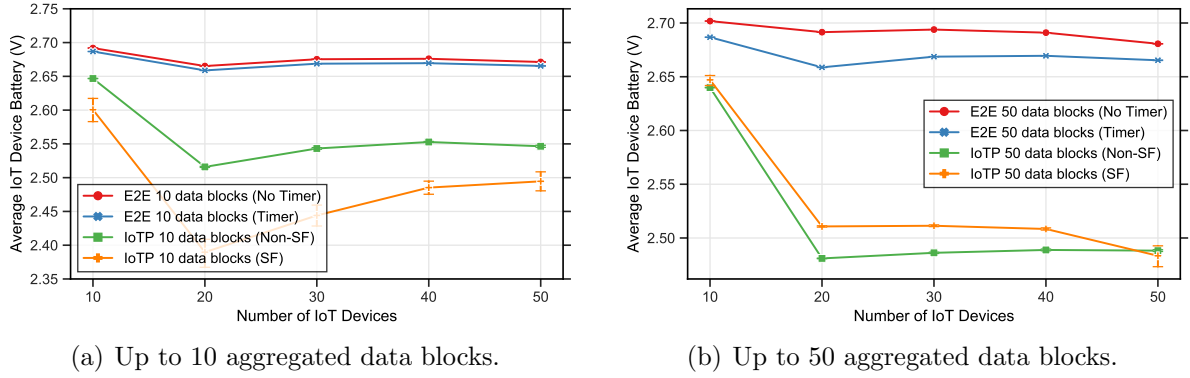 2.75
2.70
2.65
2.60
2.55
2.50
2.45
2.40
2.35
Average IoT Device Battery (V)
E2E 10 data blocks (No Timer)
E2E 10 data blocks (Timer)
IoTP 10 data blocks (Non-SF)
IoTP 10 data blocks (SF)
10 20 30 40 50
Number of IoT Devices
(a) Up to 10 aggregated data blocks.
2.70
2.65
2.60
2.55
2.50
Average IoT Device Battery (V)
E2E 50 data blocks (No Timer)
E2E 50 data blocks (Timer)
IoTP 50 data blocks (Non-SF)
IoTP 50 data blocks (SF)
10 20 30 40 50
Number of IoT Devices
(b) Up to 50 aggregated data blocks.